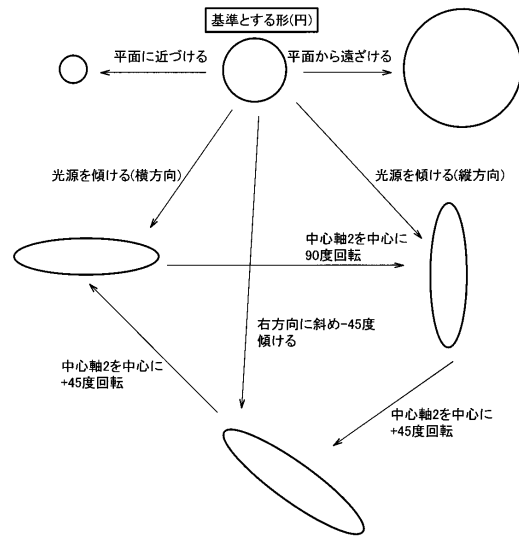 基準とする形(円)
平面に近づける
平面から遠ざける
光源を傾ける(横方向)
光源を傾ける(縦方向)
中心軸2を中心に
90度回転
右方向に斜め-45度
傾ける
中心軸2を中心に
+45度回転
中心軸2を中心に
+45度回転